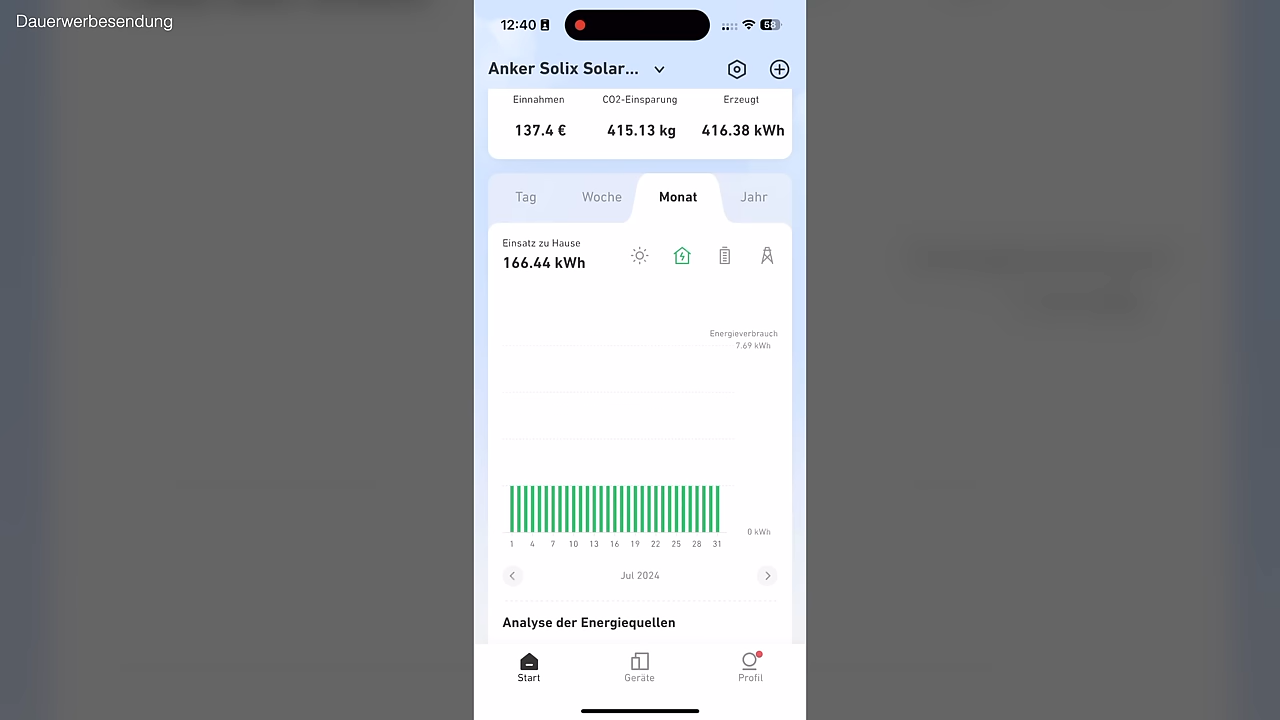 Dauerwerbesendung
12:40
58
Anker Solix Solar...
Einnahmen
CO2-Einsparung
Erzeugt
137.4 €
415.13 kg
416.38 kWh
Tag
Woche
Monat
Jahr
Einsatz zu Hause
166.44 kWh
Energieverbrauch
7.69 kWh
0 kWh
1 4 7 10 13 16 19 22 25 28 31
Jul 2024
Analyse der Energiequellen
Start
Geräte
Profil